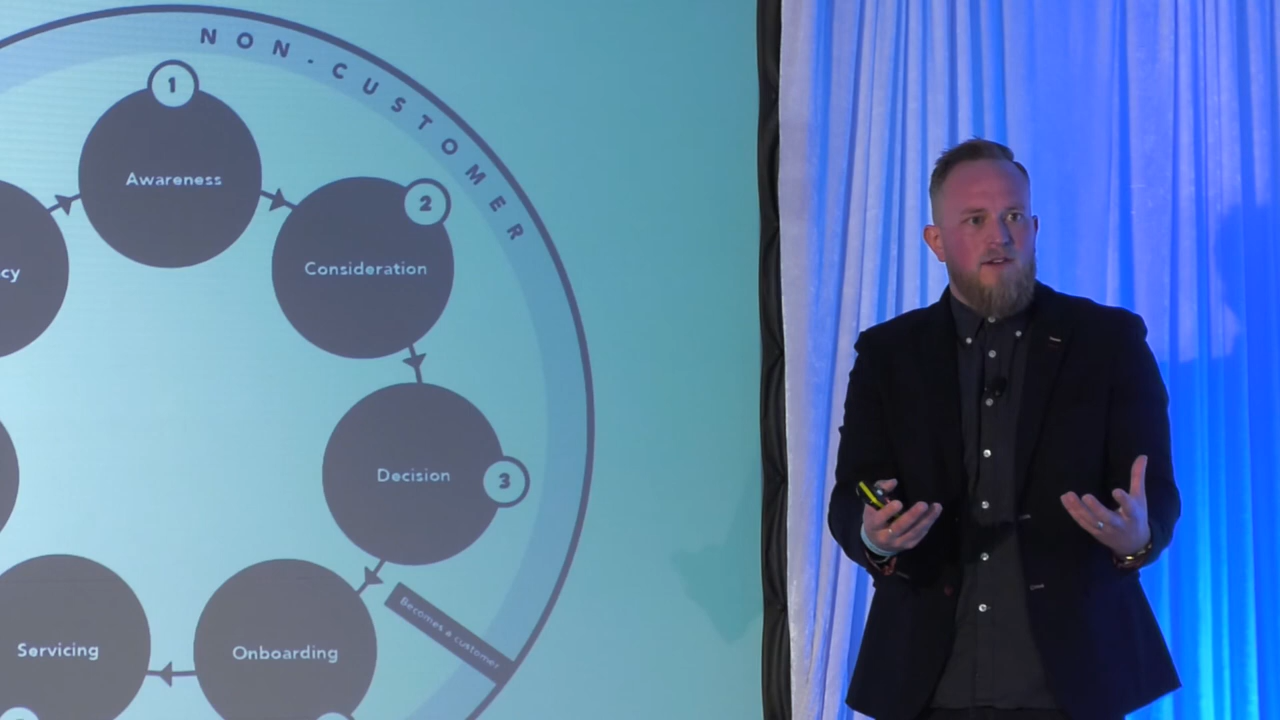 NON-CUSTOMER
1
Awareness
2
Consideration
cy
Decision
3
Becomes a customer
Servicing
Onboarding